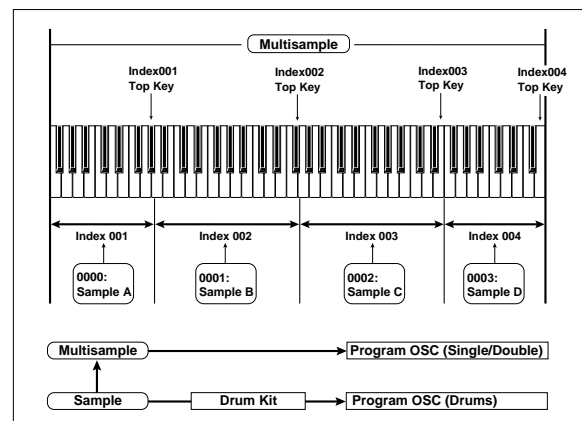 Multisample
Index001
Top Key
Index002
Top Key
Index003
Top Key
Index004
Top Key
Index 001
Index 002
Index 003
Index 004
0000:
Sample A
0001:
Sample B
0002:
Sample C
0003:
Sample D
Multisample
Program OSC (Single/Double)
Sample
Drum Kit
Program OSC (Drums)